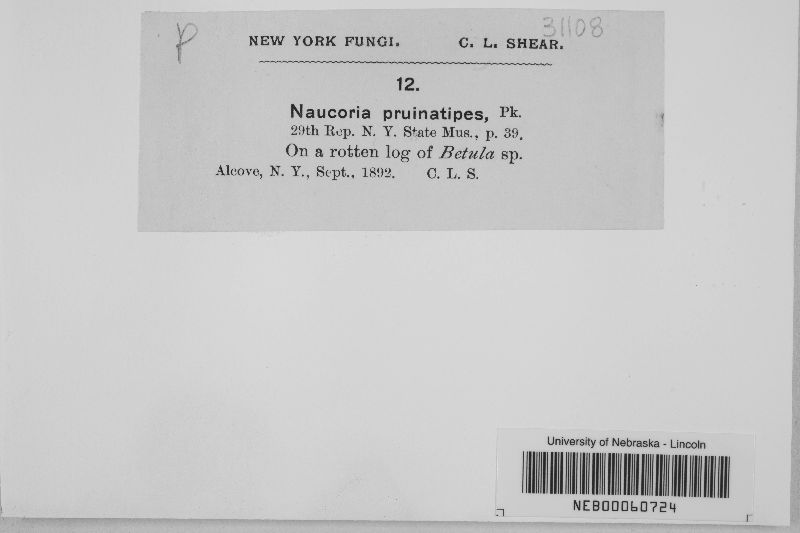 P 31108
NEW YORK FUNGI. C. L. SHEAR.
12.
Naucoria pruinatipes, Pk.
29th Rep. N. Y. State Mus., p. 39.
On a rotten log of Betula sp.
Alcove, N. Y., Sept., 1892. C. L. S.
University of Nebraska - Lincoln
NEB00060724